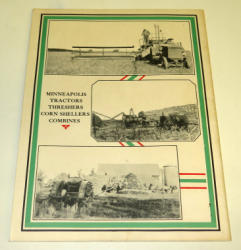 MINNEAPOLIS
TRACTORS
THRESHERS
CORN SHELLERS
COMBINES